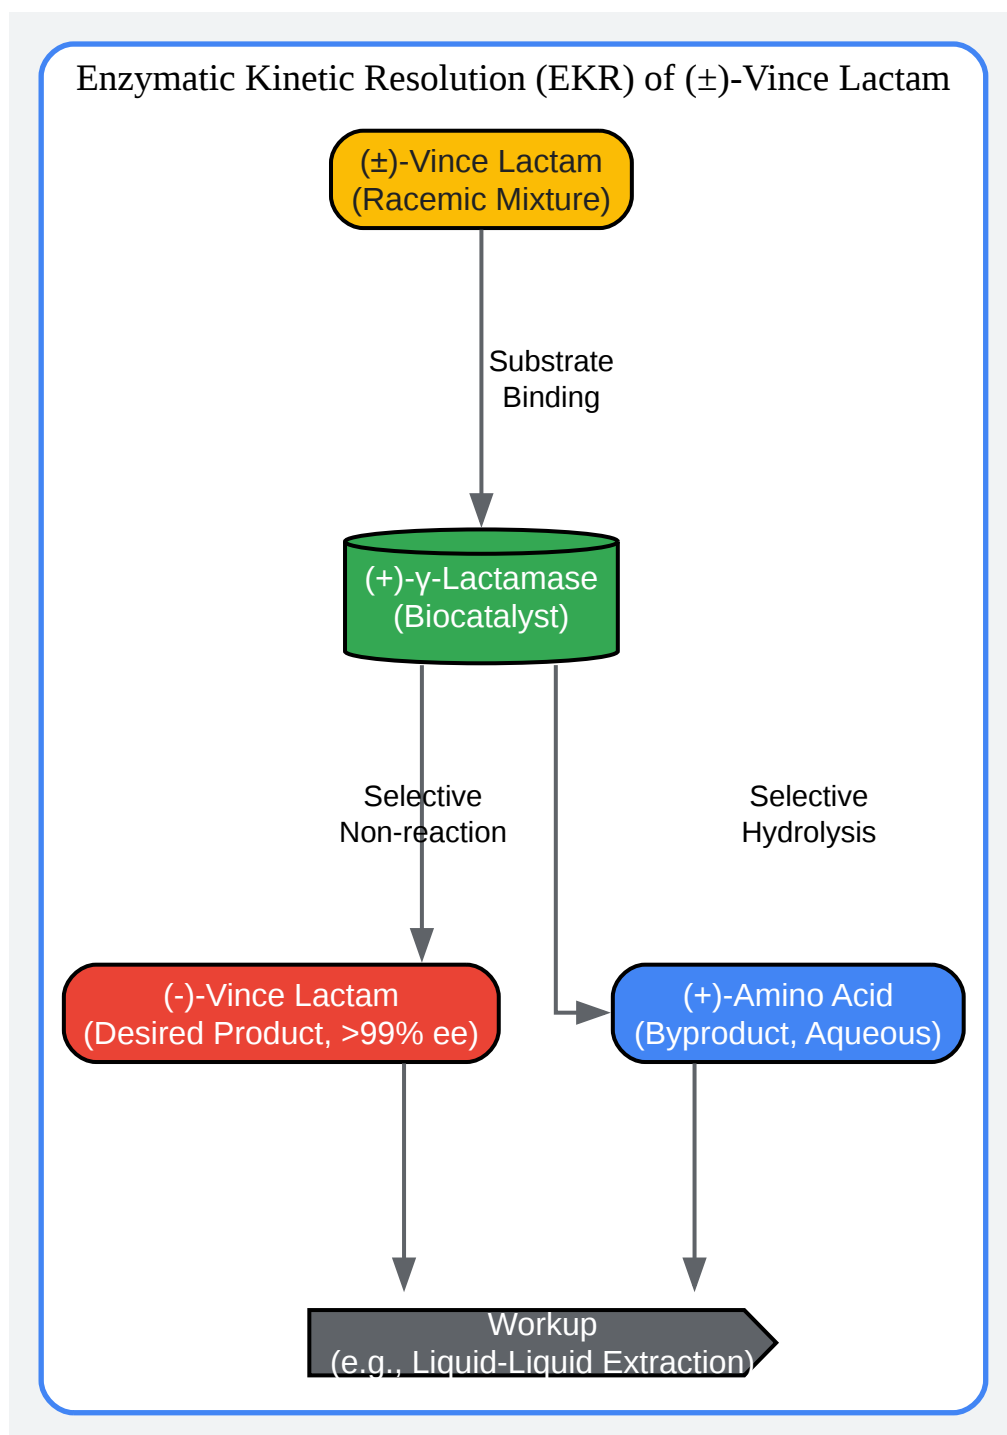 Enzymatic Kinetic Resolution (EKR) of (±)-Vince Lactam
(±)-Vince Lactam
(Racemic Mixture)
Substrate
Binding
(+)-γ-Lactamase
(Biocatalyst)
Selective
Non-reaction
Selective
Hydrolysis
(-)-Vince Lactam
(Desired Product, >99% ee)
(+)-Amino Acid
(Byproduct, Aqueous)
Workup
(e.g., Liquid-Liquid Extraction)